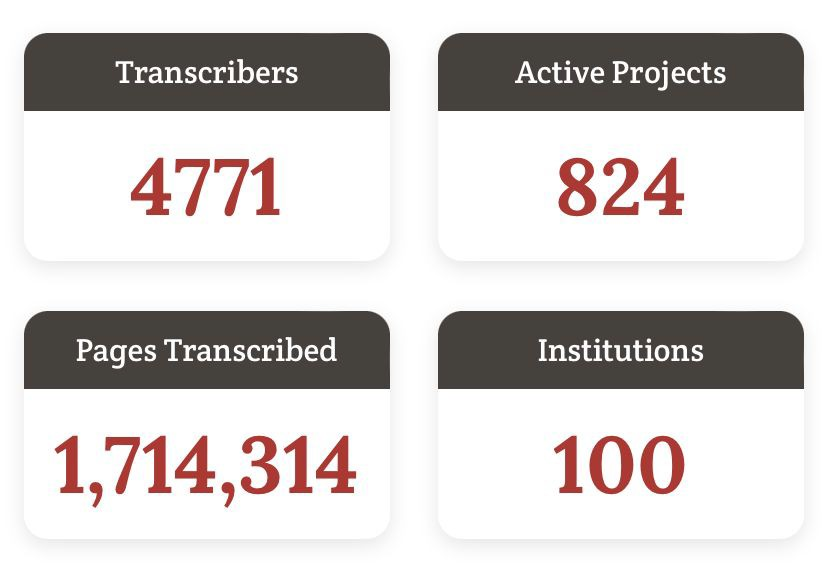 Transcribers
4771
Active Projects
824
Pages Transcribed
1,714,314
Institutions
100